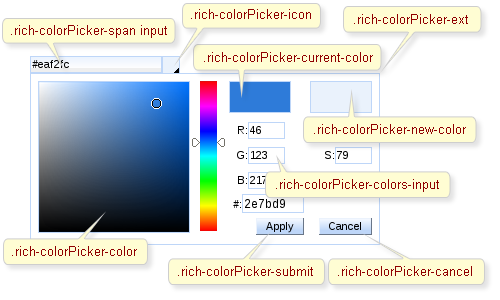 .rich-colorPicker-span input
.rich-colorPicker-icon
.rich-colorPicker-ext
#eaf2fc
.rich-colorPicker-current-color
R: 46
.rich-colorPicker-new-color
G: 123
S: 79
B: 217
.rich-colorPicker-colors-input
#: 2e7bd9
Apply
Cancel
.rich-colorPicker-color
.rich-colorPicker-submit
.rich-colorPicker-cancel